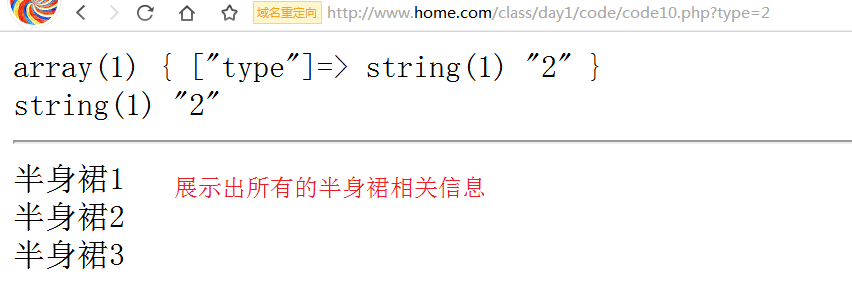 域名重定向 http://www.home.com/class/day1/code/code10.php?type=2
array(1) { ["type"]=> string(1) "2" }
string(1) "2"
半身裙1
展示出所有的半身裙相关信息
半身裙2
半身裙3